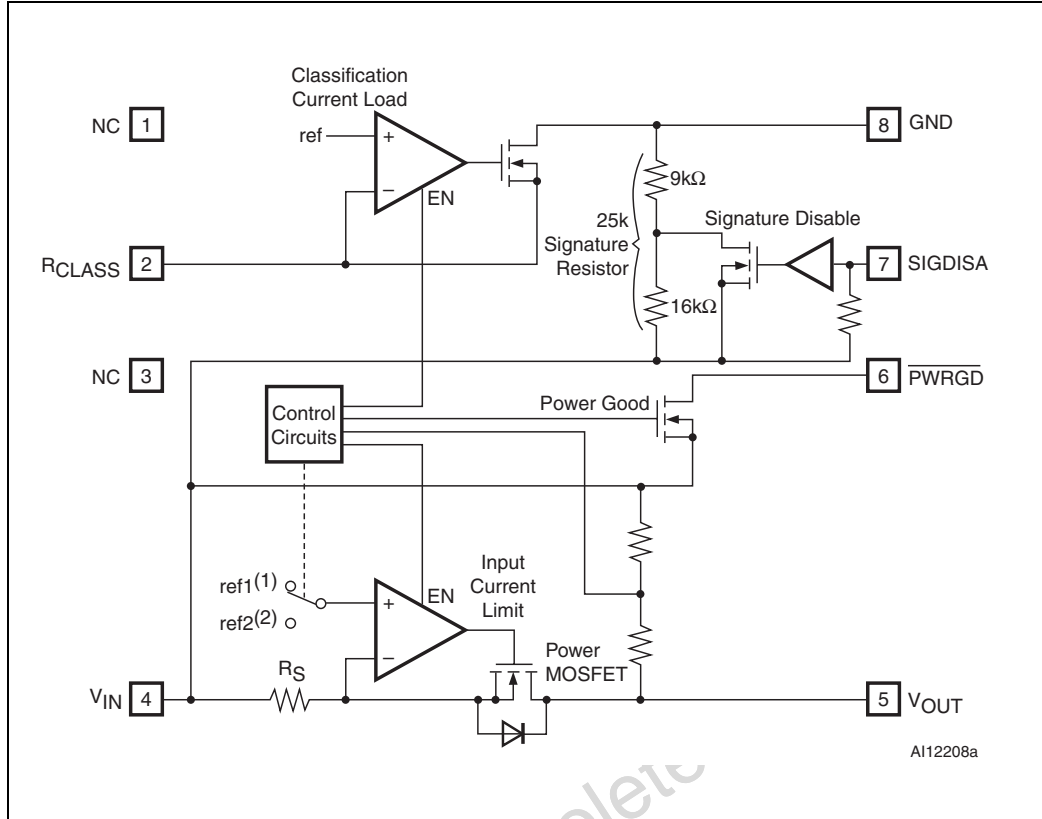 Classification
Current Load
NC 1
ref
+
−
EN
8 GND
9kΩ
25k
Signature
Resistor
Signature Disable
RCLASS 2
7 SIGDISA
16kΩ
NC 3
6 PWRGD
Power Good
Control
Circuits
ref1(1)
ref2(2)
+
−
EN
Input
Current
Limit
Power
MOSFET
RS
VIN 4
5 VOUT
AI12208a